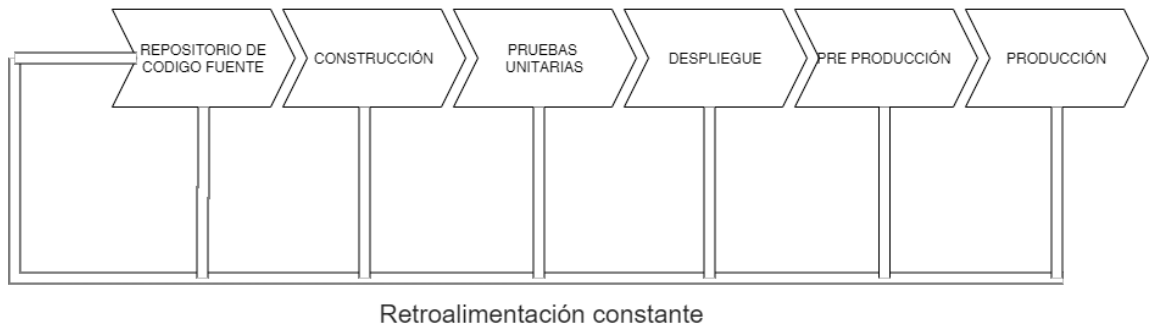 REPOSITORIO DE
CODIGO FUENTE
CONSTRUCCIÓN
PRUEBAS
UNITARIAS
DESPLIEGUE
PRE PRODUCCIÓN
PRODUCCIÓN
Retroalimentación constante